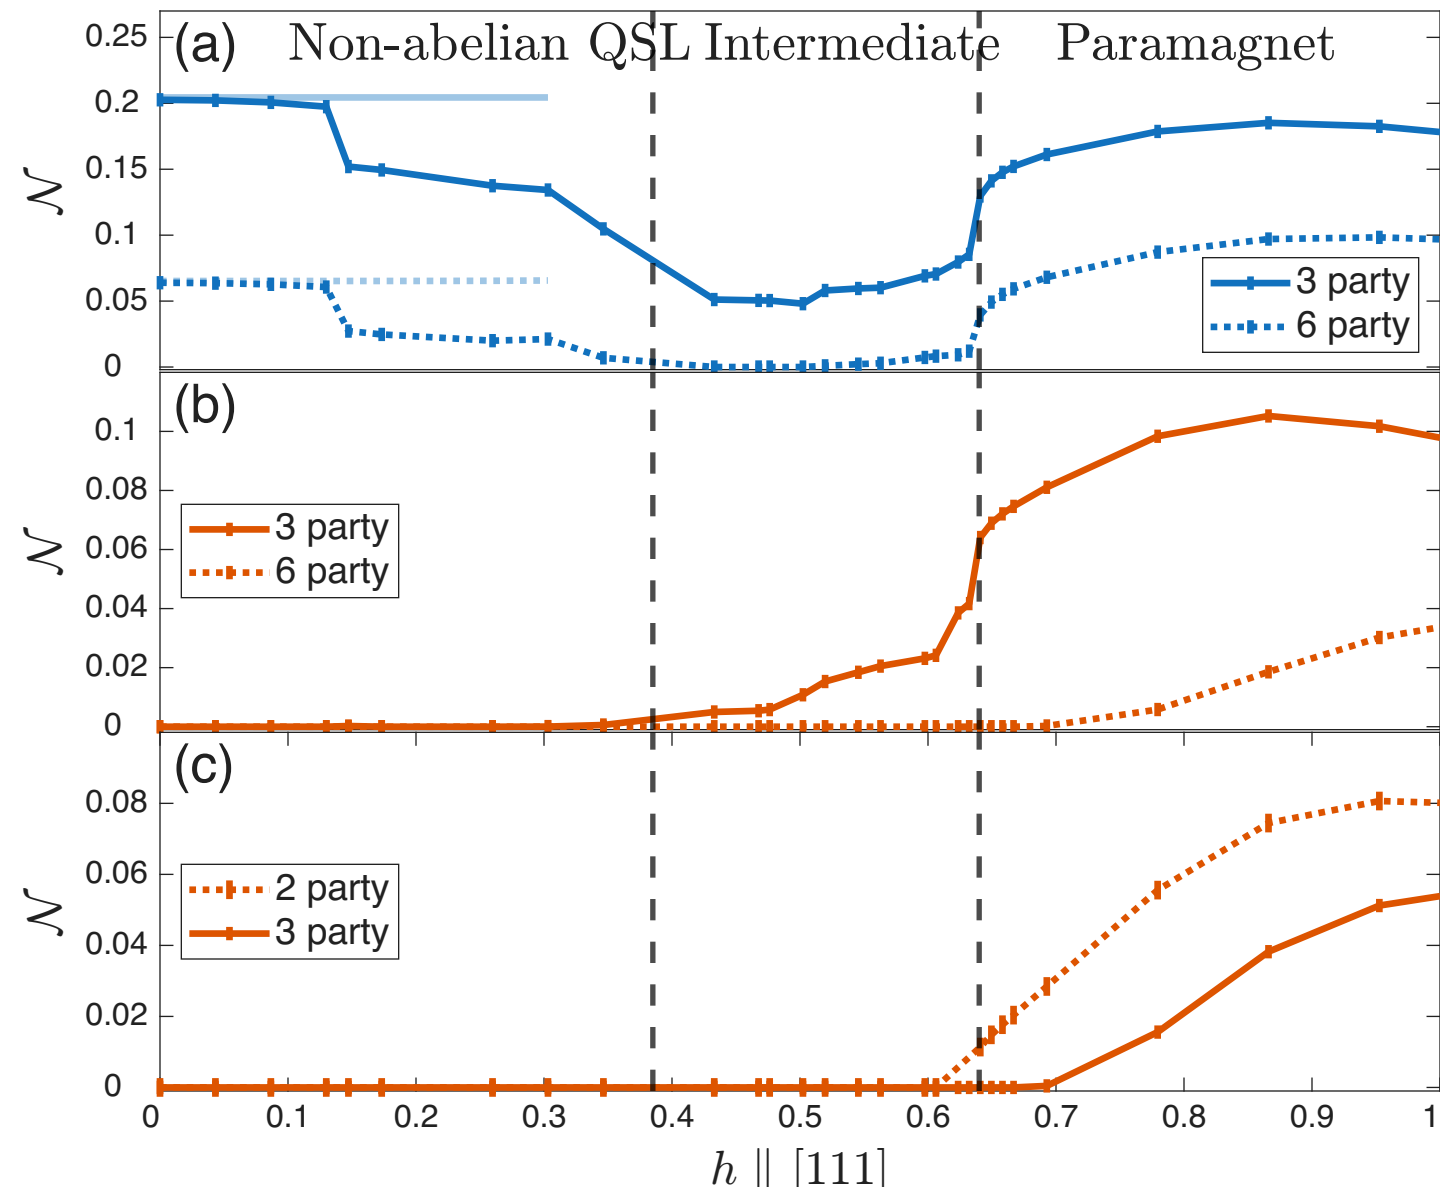 (a) Non-abelian QSL Intermediate Paramagnet
0.25
0.2
0.15
0.1
0.05
0
𝒩
3 party
6 party
(b)
0.1
0.08
0.06
0.04
0.02
0
𝒩
3 party
6 party
(c)
0.08
0.06
0.04
0.02
0
𝒩
2 party
3 party
0 0.1 0.2 0.3 0.4 0.5 0.6 0.7 0.8 0.9 1
h ∥ [111]